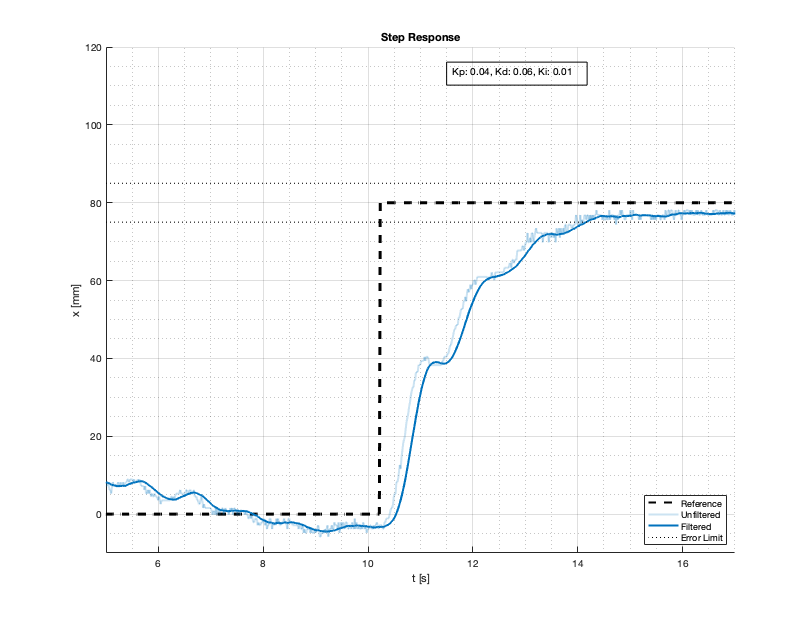 Step Response
Kp: 0.04, Kd: 0.06, Ki: 0.01
120
100
80
60
40
20
0
x [mm]
6
8
10
12
14
16
t [s]
Reference
Unfiltered
Filtered
Error Limit